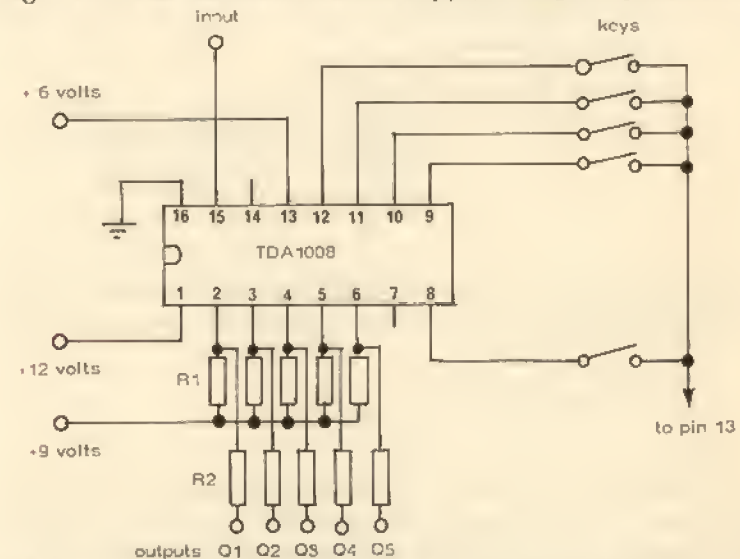 input
keys
+ 6 volts
16 15 14 13 12 11 10 9
TDA1008
1 2 3 4 5 6 7 8
+12 volts
R1
+9 volts
to pin 13
R2
outputs Q1 Q2 Q3 Q4 Q5